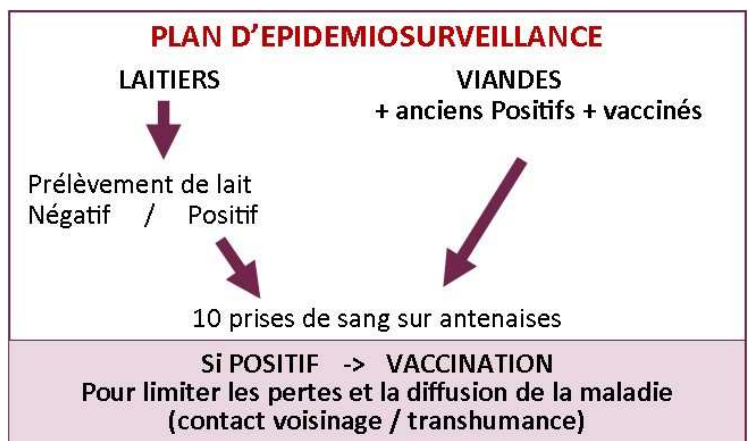 PLAN D'EPIDEMIOSURVEILLANCE
LAITIERS
VIANDES
+ anciens Positifs + vaccinés
Prélèvement de lait
Négatif / Positif
10 prises de sang sur antenaises
Si POSITIF -> VACCINATION
Pour limiter les pertes et la diffusion de la maladie
(contact voisinage / transhumance)